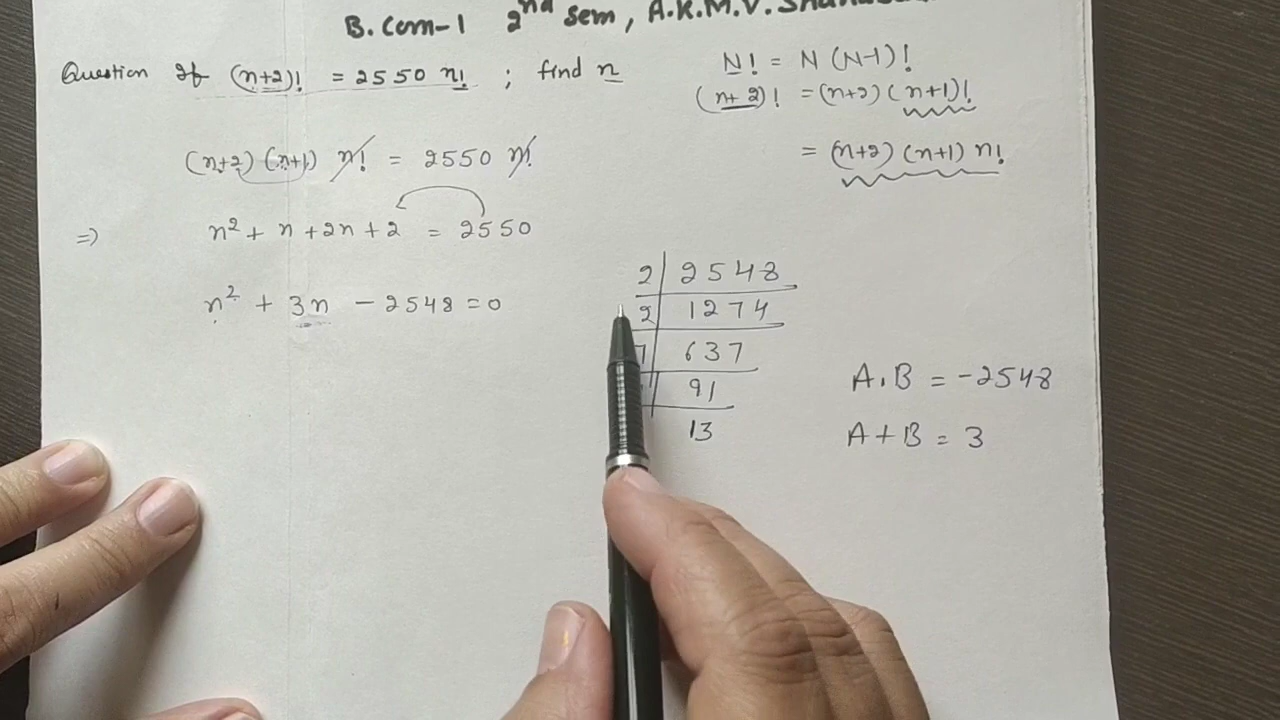 B. Com-1 2nd Sem, A.K.M.V.
Question If (n+2)! = 2550 n! ; find n
(n+2) (n+1) n! = 2550 n!
=> n² + n + 2n + 2 = 2550
n² + 3n - 2548 = 0
N! = N (N-1)!
(n+2)! = (n+2) (n+1)!
= (n+2) (n+1) n!
2 | 2548
2 | 1274
7 | 637
91
13
A.B = -2548
A+B = 3